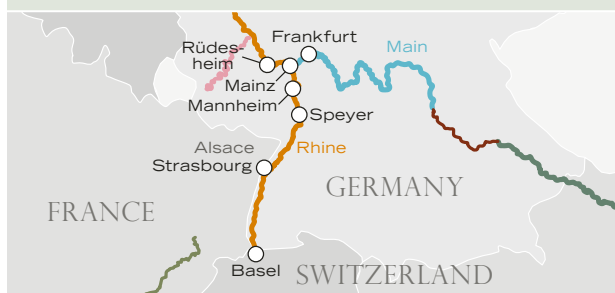 Frankfurt
Rüdes-
heim
Main
Mainz
Mannheim
Speyer
Alsace
Strasbourg
Rhine
GERMANY
FRANCE
Basel
SWITZERLAND